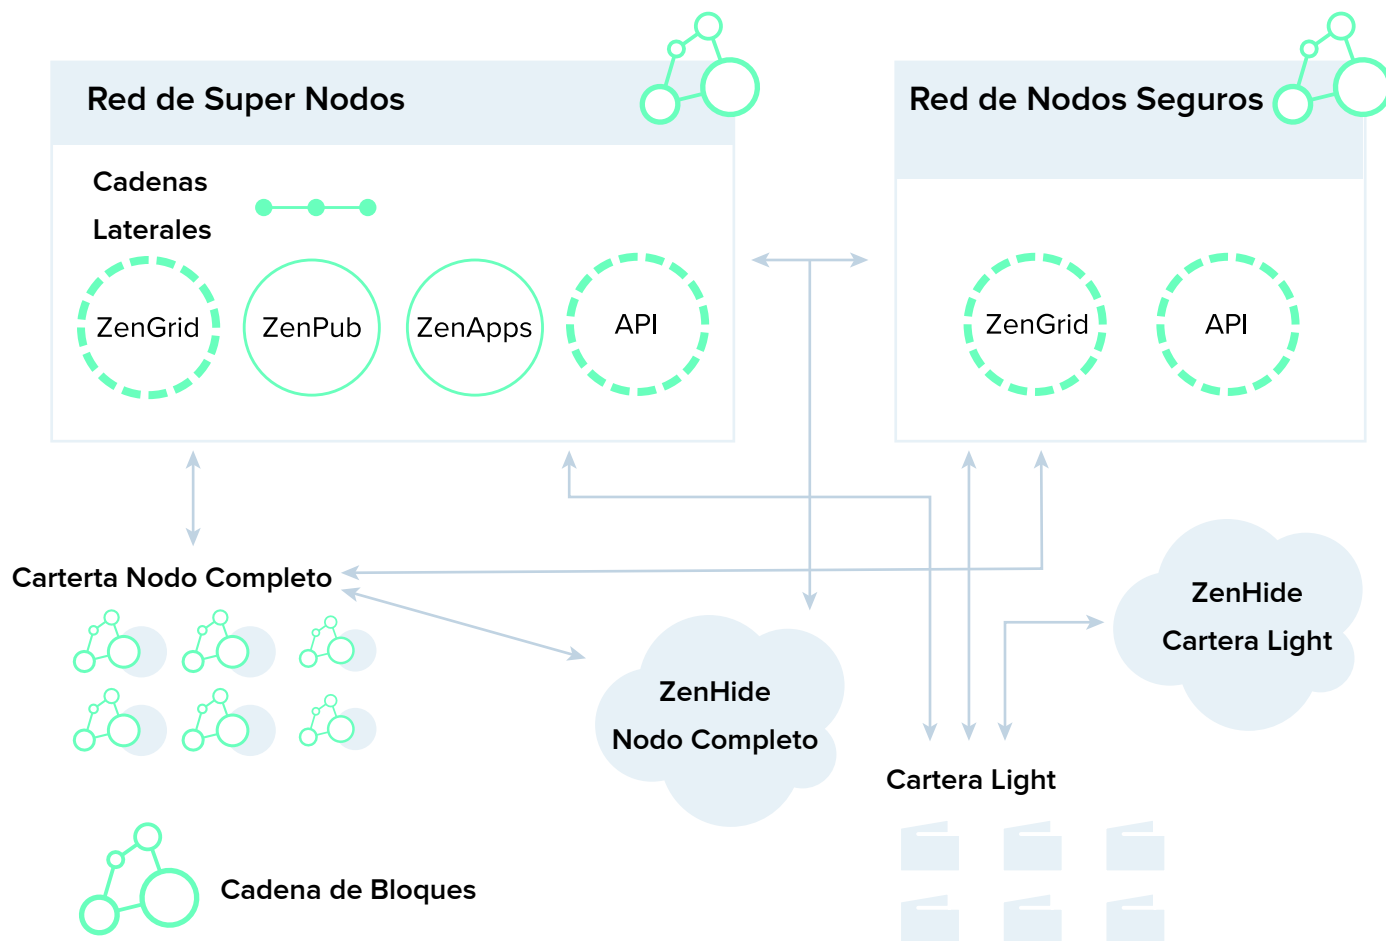 Red de Super Nodos
Red de Nodos Seguros
Cadenas
Laterales
ZenGrid
ZenPub
ZenApps
API
ZenGrid
API
Carterta Nodo Completo
ZenHide
Cartera Light
ZenHide
Nodo Completo
Cartera Light
Cadena de Bloques